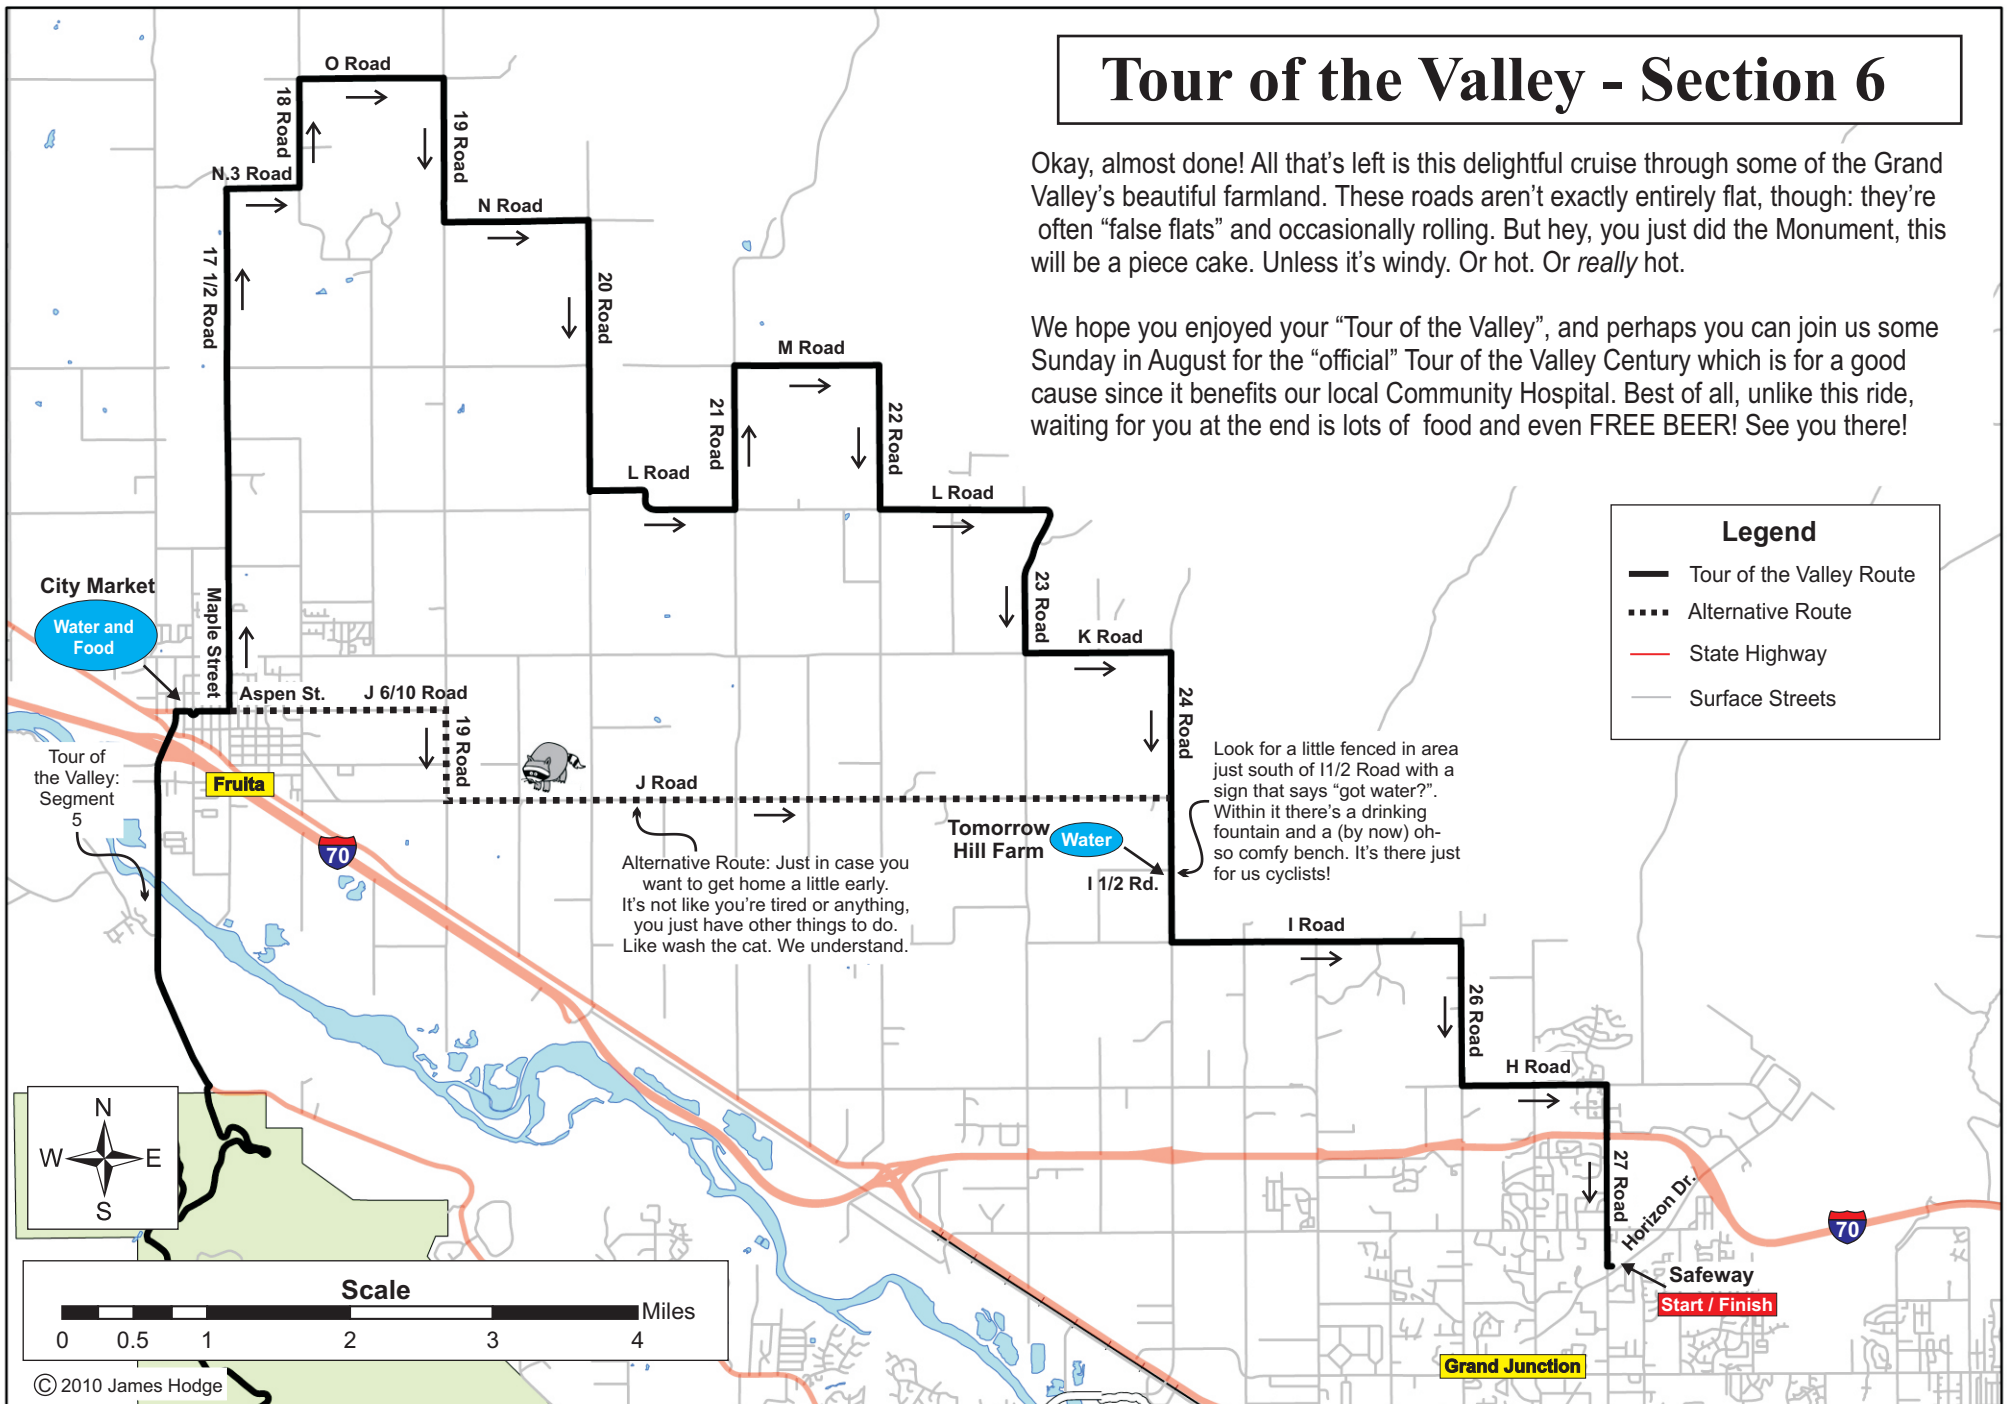 Tour of the Valley - Section 6
Okay, almost done! All that's left is this delightful cruise through some of the Grand
Valley's beautiful farmland. These roads aren't exactly entirely flat, though: they're
often “false flats” and occasionally rolling. But hey, you just did the Monument, this
will be a piece cake. Unless it's windy. Or hot. Or really hot.
We hope you enjoyed your “Tour of the Valley”, and perhaps you can join us some
Sunday in August for the “official” Tour of the Valley Century which is for a good
cause since it benefits our local Community Hospital. Best of all, unlike this ride,
waiting for you at the end is lots of food and even FREE BEER! See you there!
Legend
Tour of the Valley Route
Alternative Route
State Highway
Surface Streets
O Road
18 Road
19 Road
N.3 Road
N Road
17 1/2 Road
20 Road
M Road
21 Road
22 Road
L Road
L Road
23 Road
K Road
City Market
Water and
Food
Maple Street
Aspen St.
J 6/10 Road
19 Road
24 Road
Tour of
the Valley:
Segment
5
Fruita
70
J Road
Alternative Route: Just in case you
want to get home a little early.
It's not like you're tired or anything,
you just have other things to do.
Like wash the cat. We understand.
Tomorrow
Hill Farm
Water
I 1/2 Rd.
Look for a little fenced in area
just south of I1/2 Road with a
sign that says “got water?”.
Within it there's a drinking
fountain and a (by now) oh-
so comfy bench. It's there just
for us cyclists!
I Road
26 Road
H Road
27 Road
Horizon Dr.
70
Safeway
Start / Finish
Grand Junction
N
W E
S
Scale
Miles
0 0.5 1 2 3 4
© 2010 James Hodge